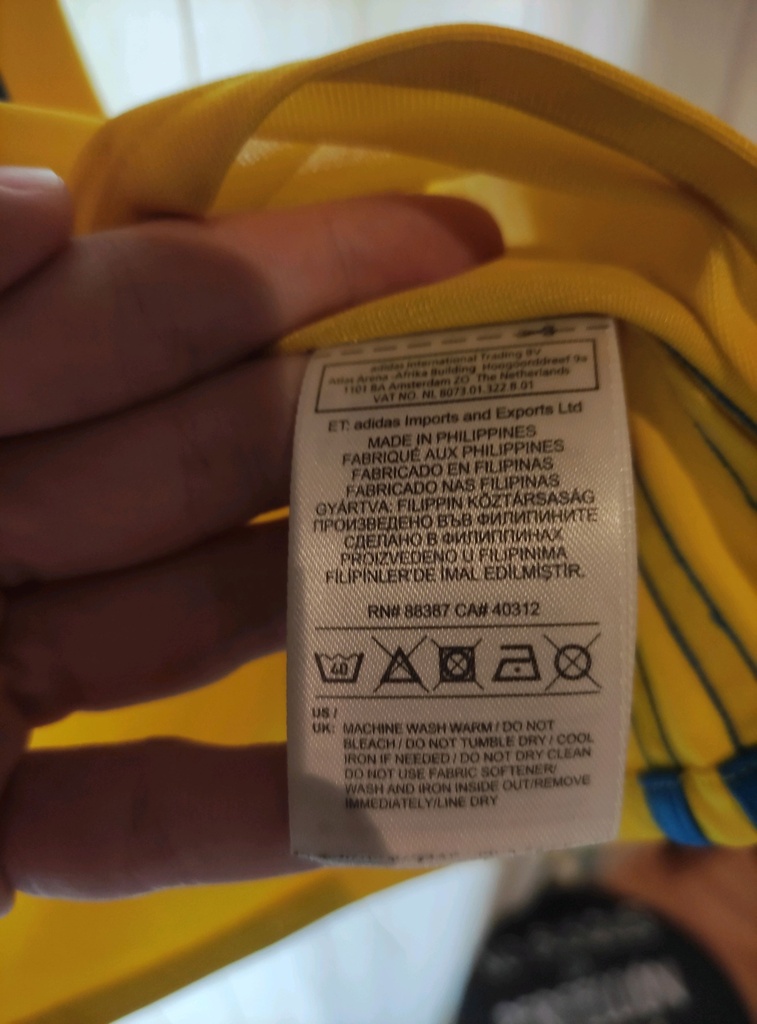 adidas International Trading BV
Atlas Arena -Afrika Building Hoogoorddreef 9a
1101 BA Amsterdam ZO The Netherlands
VAT NO. NL 8073.01.322.B.01
ET: adidas Imports and Exports Ltd
MADE IN PHILIPPINES
FABRIQUÉ AUX PHILIPPINES
FABRICADO EN FILIPINAS
FABRICADO NAS FILIPINAS
GYÁRTVA: FILIPPIN KÖZTÁRSASÁG
ПРОИЗВЕДЕНО ВЪВ ФИЛИПИНИТЕ
СДЕЛАНО В ФИЛИППИНАХ
PROIZVEDENO U FILIPINIMA
FİLİPİNLER'DE İMAL EDİLMİŞTİR.
RN# 88387 CA# 40312
40
US /
UK: MACHINE WASH WARM / DO NOT
BLEACH / DO NOT TUMBLE DRY / COOL
IRON IF NEEDED / DO NOT DRY CLEAN
DO NOT USE FABRIC SOFTENER/
WASH AND IRON INSIDE OUT/REMOVE
IMMEDIATELY/LINE DRY